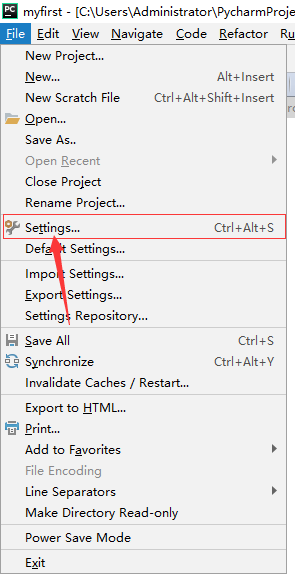 PC myfirst - [C:\Users\Administrator\PycharmProje
File Edit View Navigate Code Refactor Ru
New Project...
New... Alt+Insert
New Scratch File Ctrl+Alt+Shift+Insert
Open...
Save As..
Open Recent
Close Project
Rename Project...
Settings... Ctrl+Alt+S
Default Settings...
Import Settings...
Export Settings...
Settings Repository...
Save All Ctrl+S
Synchronize Ctrl+Alt+Y
Invalidate Caches / Restart...
Export to HTML...
Print...
Add to Favorites
File Encoding
Line Separators
Make Directory Read-only
Power Save Mode
Exit